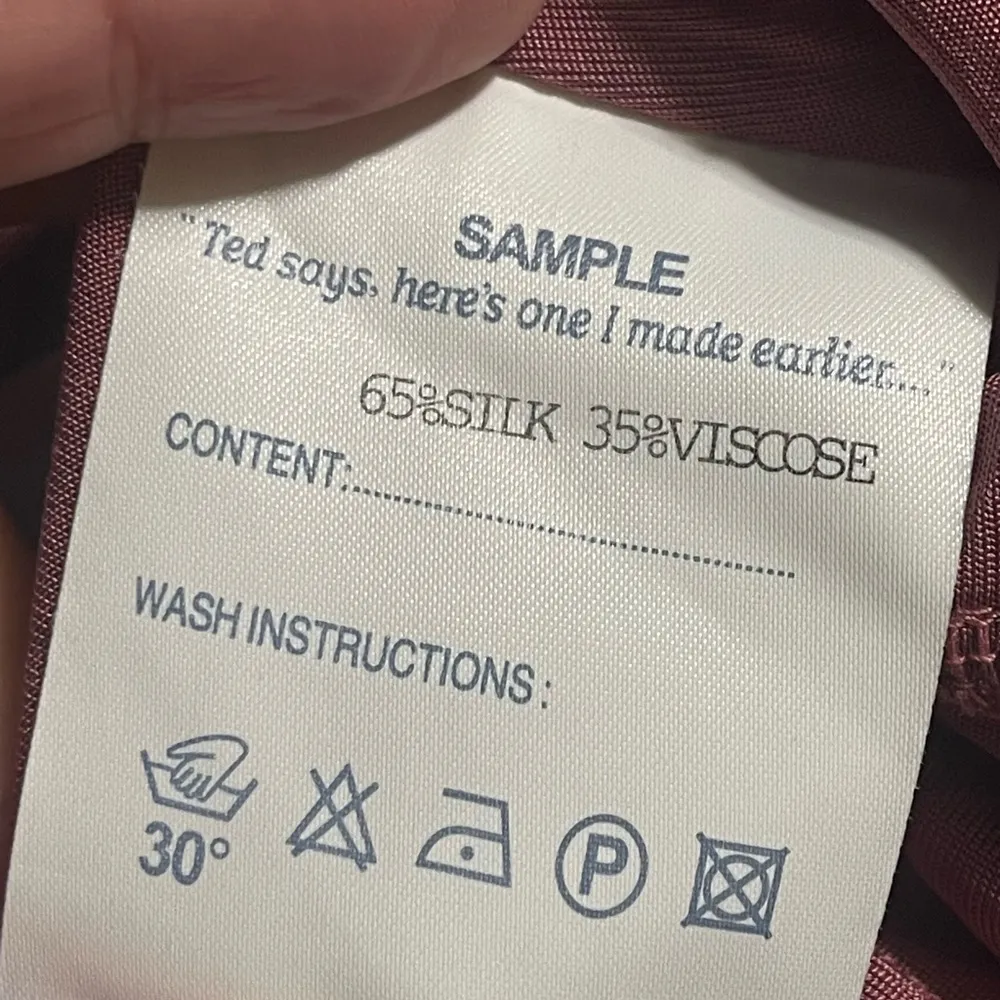 SAMPLE
"Ted says, here's one I made earlier...."
65%SILK 35%VISCOSE
CONTENT:.......................................................
WASH INSTRUCTIONS :
30°
P